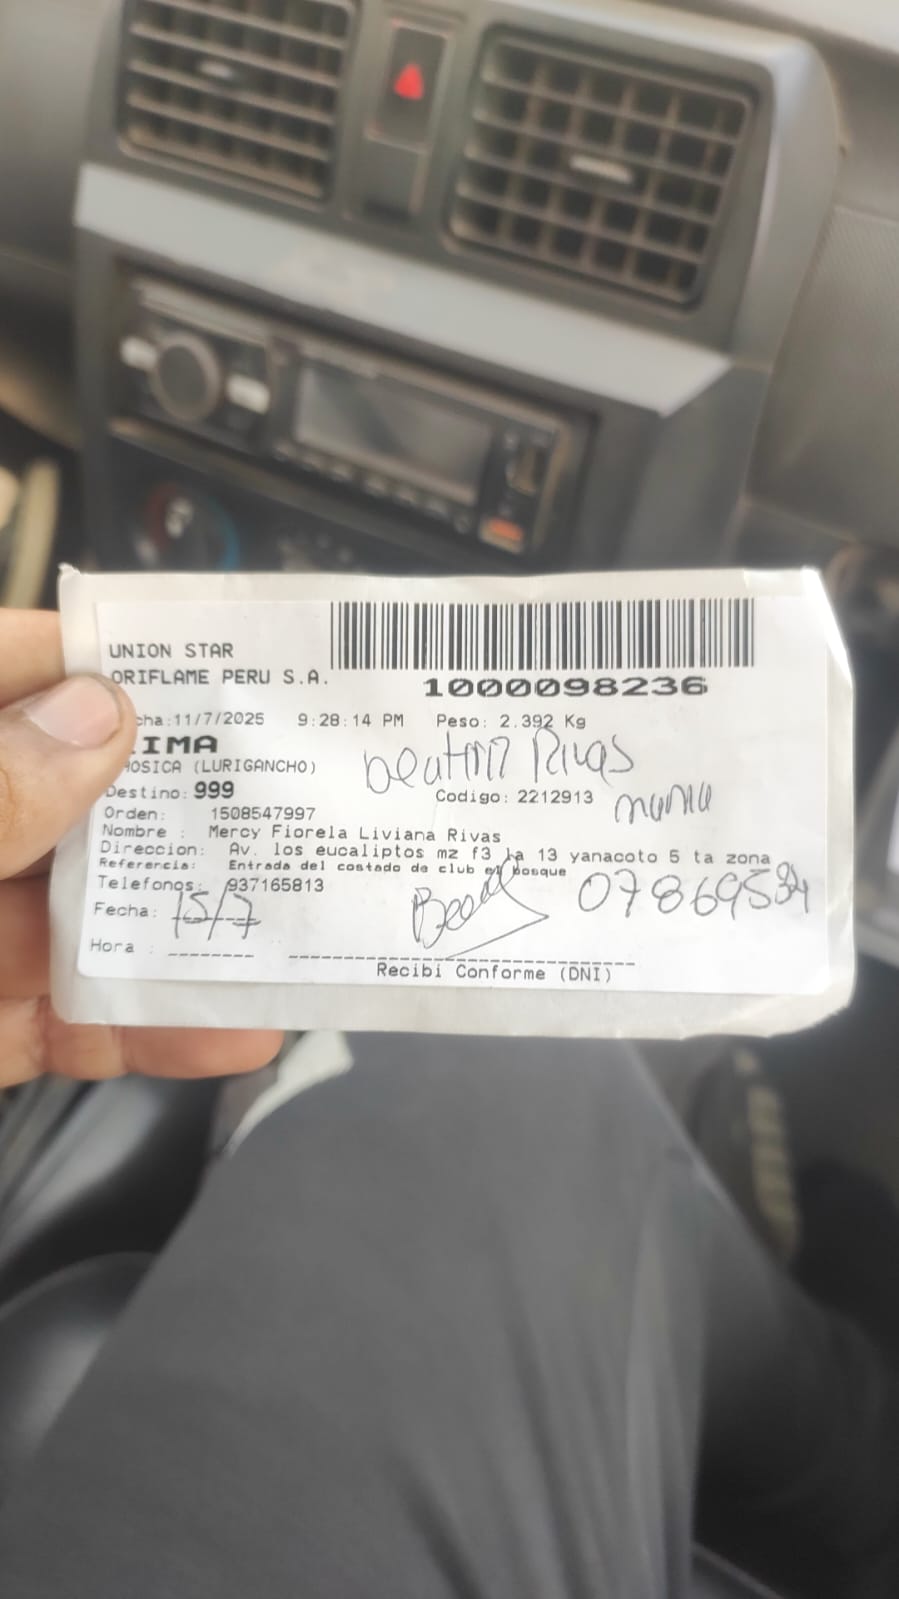 UNION STAR
ORIFLAME PERU S.A.
1000098236
cha:11/7/2025 9:28:14 PM Peso: 2.392 Kg
IMA
HOSICA (LURIGANCHO)
Beatriz Rivas
Destino: 999
Codigo: 2212913
mama
Orden: 1508547997
Nombre : Mercy Fiorela Liviana Rivas
Direccion: Av. los eucaliptos mz f3 la 13 yanacoto 5 ta zona
Referencia: Entrada del costado de club el bosque
Telefonos: 937165813
Fecha: 15/7
Hora :
Recibi Conforme (DNI)